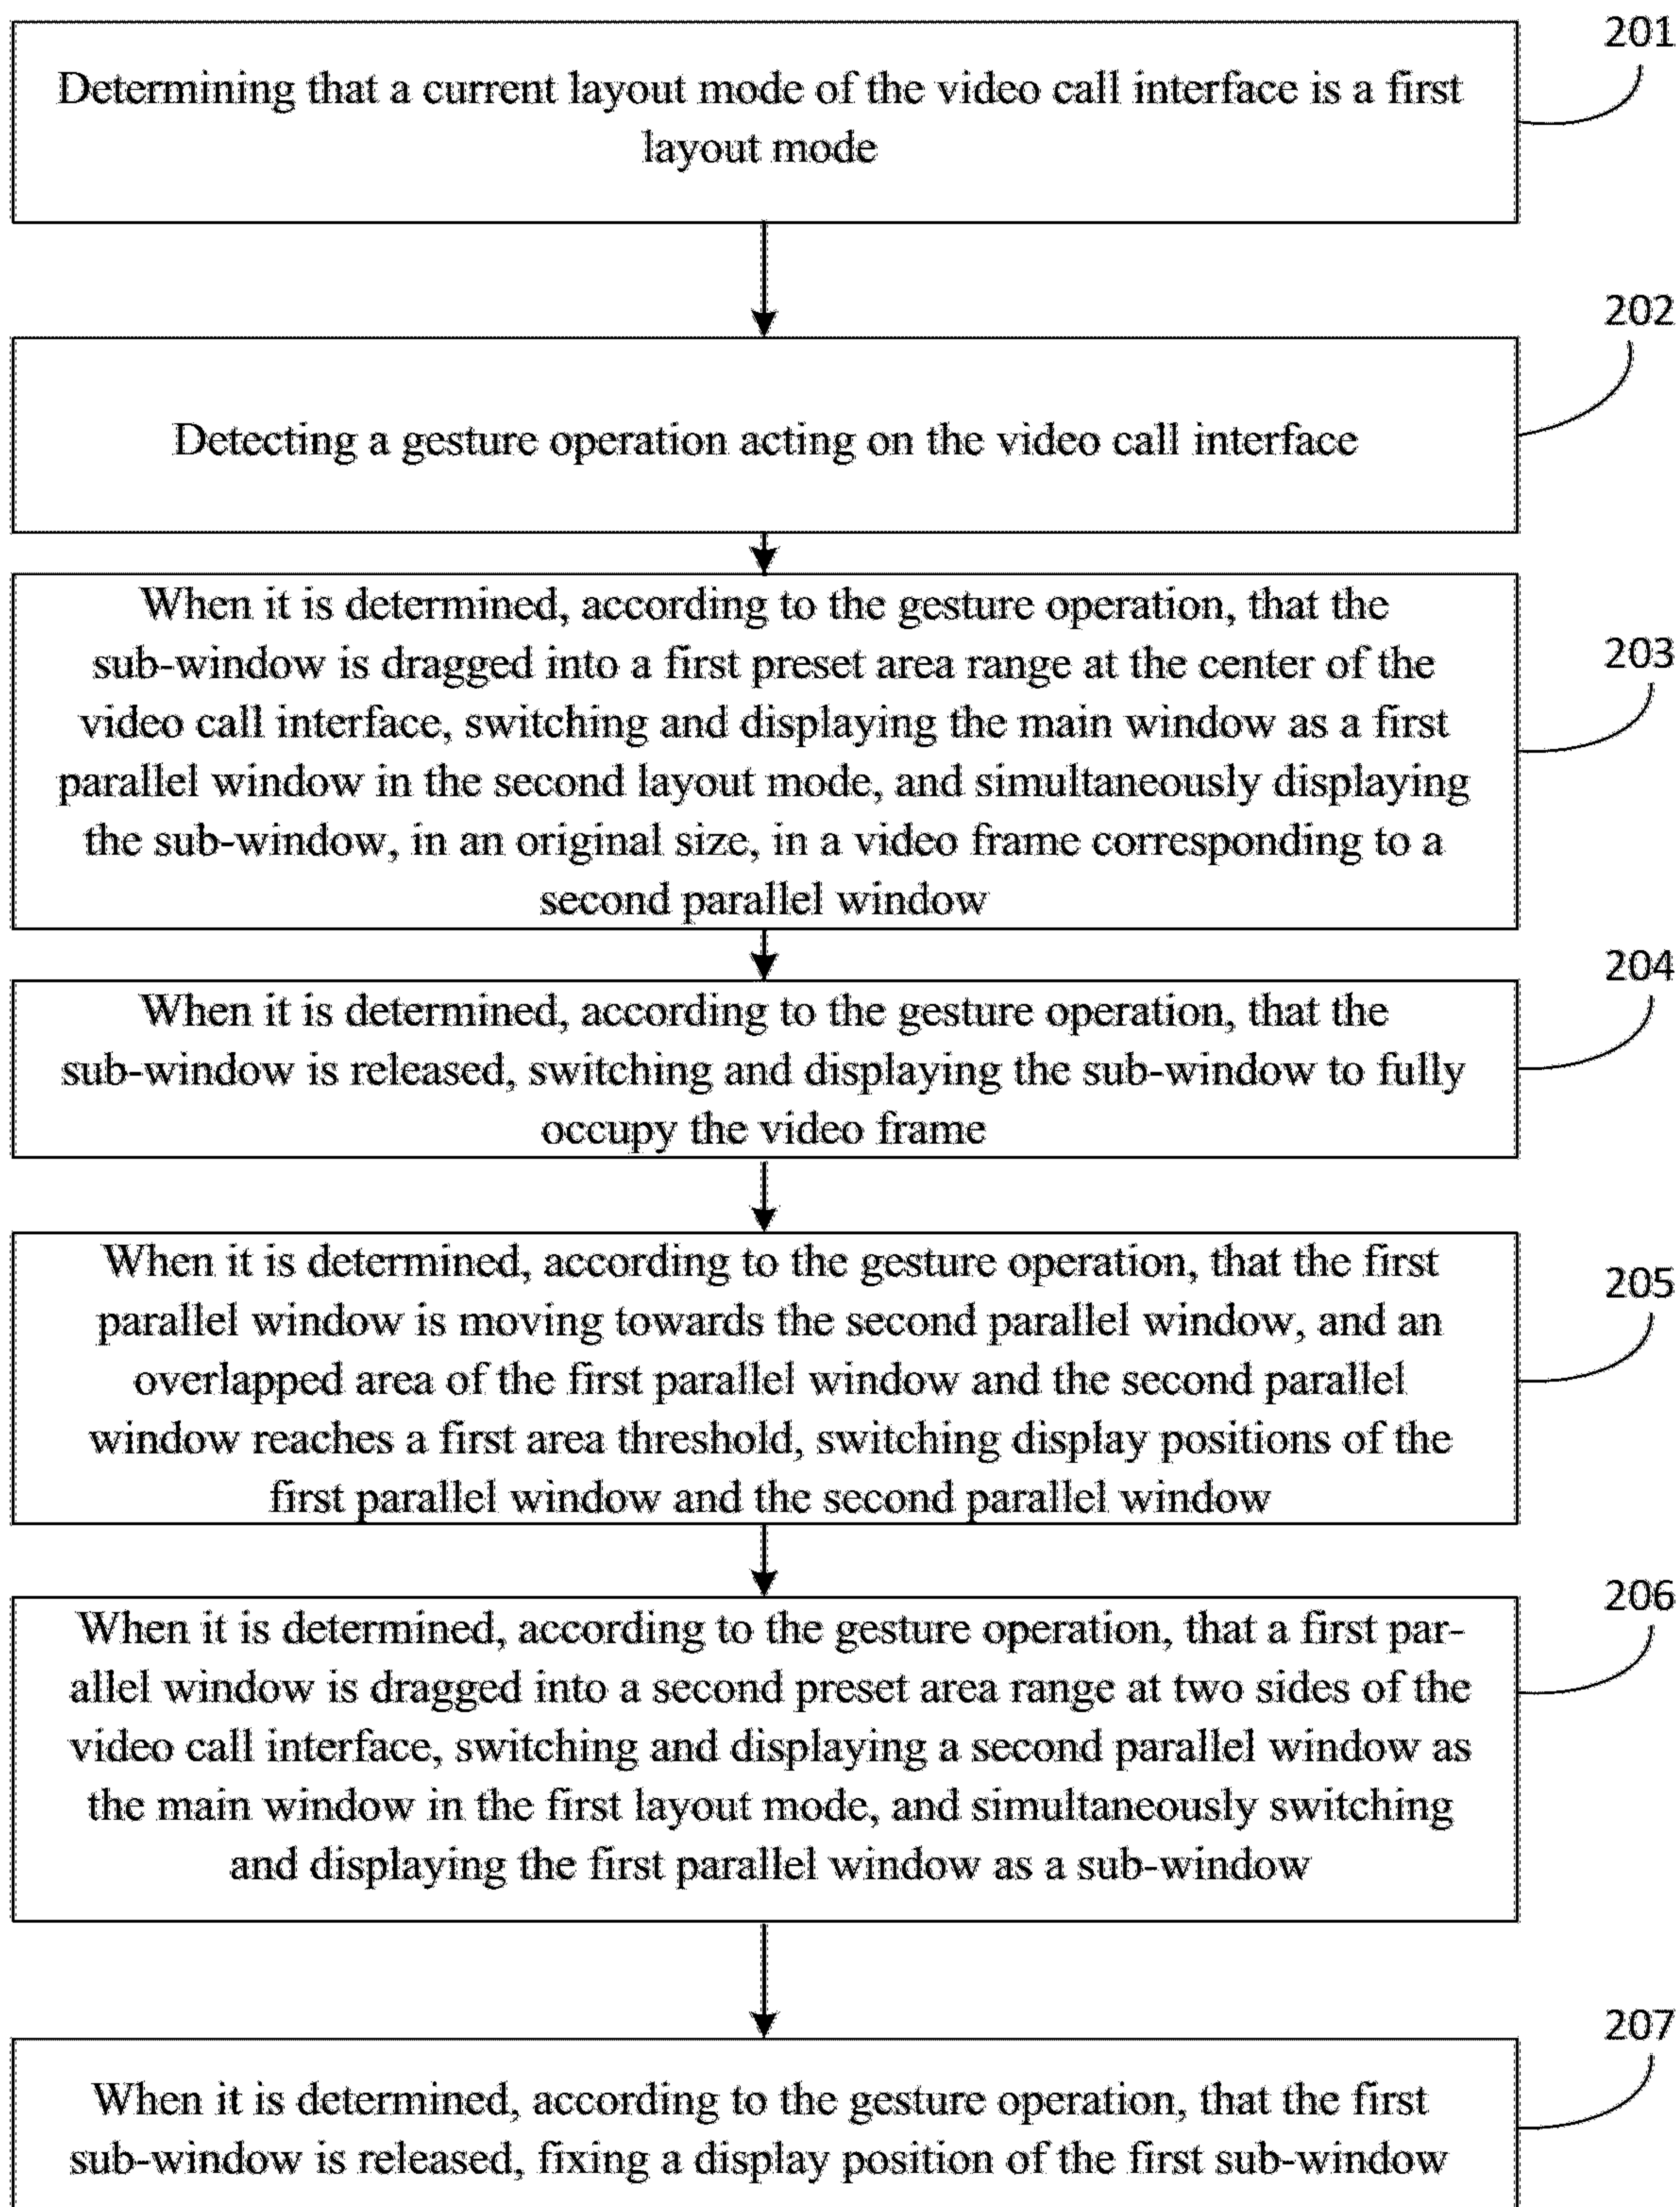 201
Determining that a current layout mode of the video call interface is a first
layout mode
202
Detecting a gesture operation acting on the video call interface
When it is determined, according to the gesture operation, that the
sub-window is dragged into a first preset area range at the center of the
video call interface, switching and displaying the main window as a first
parallel window in the second layout mode, and simultaneously displaying
the sub-window, in an original size, in a video frame corresponding to a
second parallel window
203
When it is determined, according to the gesture operation, that the
sub-window is released, switching and displaying the sub-window to fully
occupy the video frame
204
When it is determined, according to the gesture operation, that the first
parallel window is moving towards the second parallel window, and an
overlapped area of the first parallel window and the second parallel
window reaches a first area threshold, switching display positions of the
first parallel window and the second parallel window
205
When it is determined, according to the gesture operation, that a first par-
allel window is dragged into a second preset area range at two sides of the
video call interface, switching and displaying a second parallel window as
the main window in the first layout mode, and simultaneously switching
and displaying the first parallel window as a sub-window
206
207
When it is determined, according to the gesture operation, that the first
sub-window is released, fixing a display position of the first sub-window